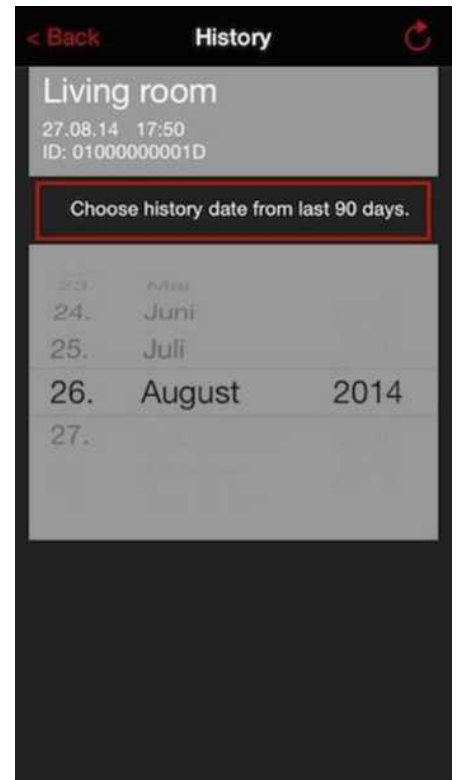 < Back History
Living room
27.08.14 17:50
ID: 01000000001D
Choose history date from last 90 days.
23. Mai
24. Juni
25. Juli
26. August 2014
27.